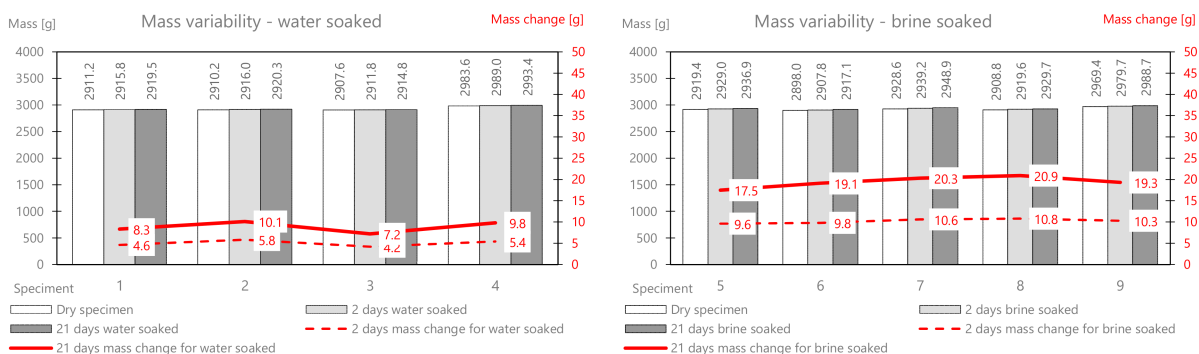 Mass [g] Mass variability - water soaked Mass change [g]
4000 2911.2 2915.8 2919.5 2910.2 2916.0 2920.3 2907.6 2911.8 2914.8 2983.6 2989.0 2993.4 50
45
3500 40
3000 35
2500 30
2000 25
1500 20
1000 15
8.3 10.1 7.2 9.8 10
500 4.6 5.8 4.2 5.4 5
0 0
Speciment 1 2 3 4
Dry specimen 2 days water soaked
21 days water soaked 2 days mass change for water soaked
21 days mass change for water soaked
Mass [g] Mass variability - brine soaked Mass change [g]
4000 2919.4 2929.0 2936.9 2898.0 2907.8 2917.1 2928.6 2939.2 2948.9 2908.8 2919.6 2929.7 2969.4 2979.7 2988.7 50
45
3500 40
3000 35
2500 30
2000 25
1500 17.5 19.1 20.3 20.9 19.3 20
1000 15
9.6 9.8 10.6 10.8 10.3 10
500 5
0 0
Speciment 5 6 7 8 9
Dry specimen 2 days brine soaked
21 days brine soaked 2 days mass change for brine soaked
21 days mass change for brine soaked